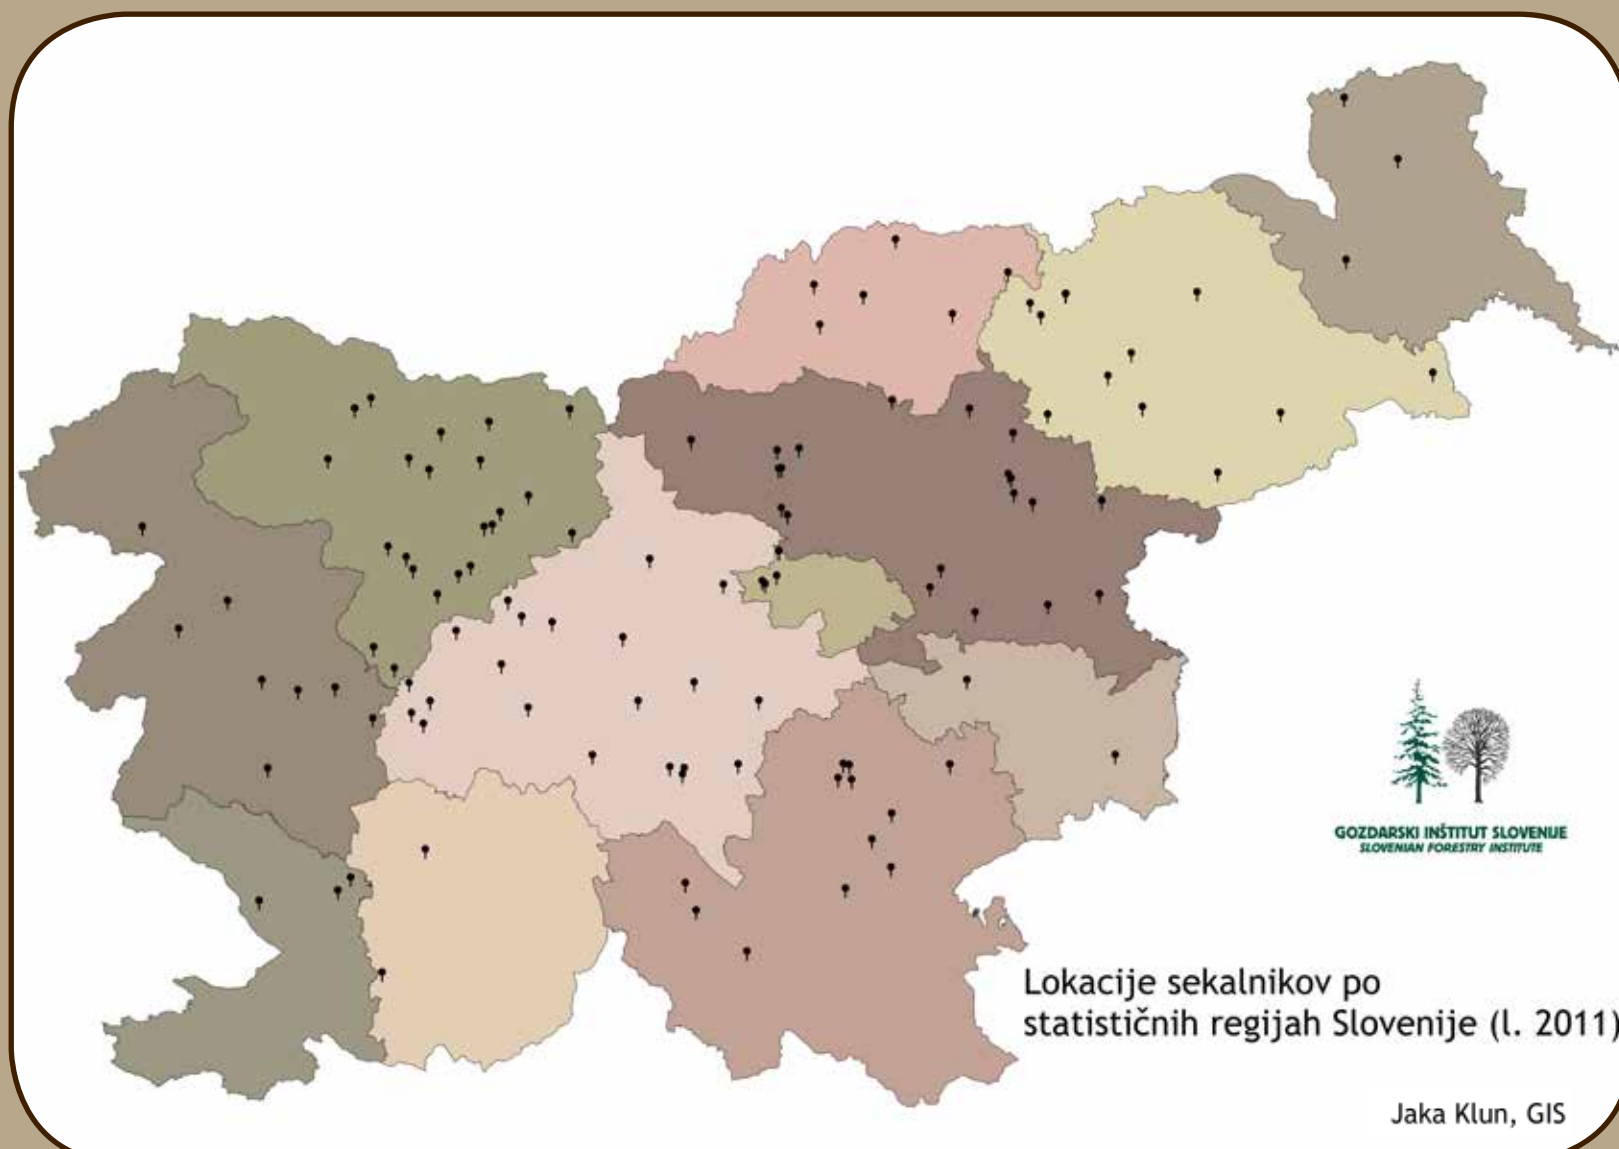 GOZDARSKI INŠTITUT SLOVENIJE
SLOVENIAN FORESTRY INSTITUTE
Lokacije sekalnikov po
statističnih regijah Slovenije (l. 2011)
Jaka Klun, GIS